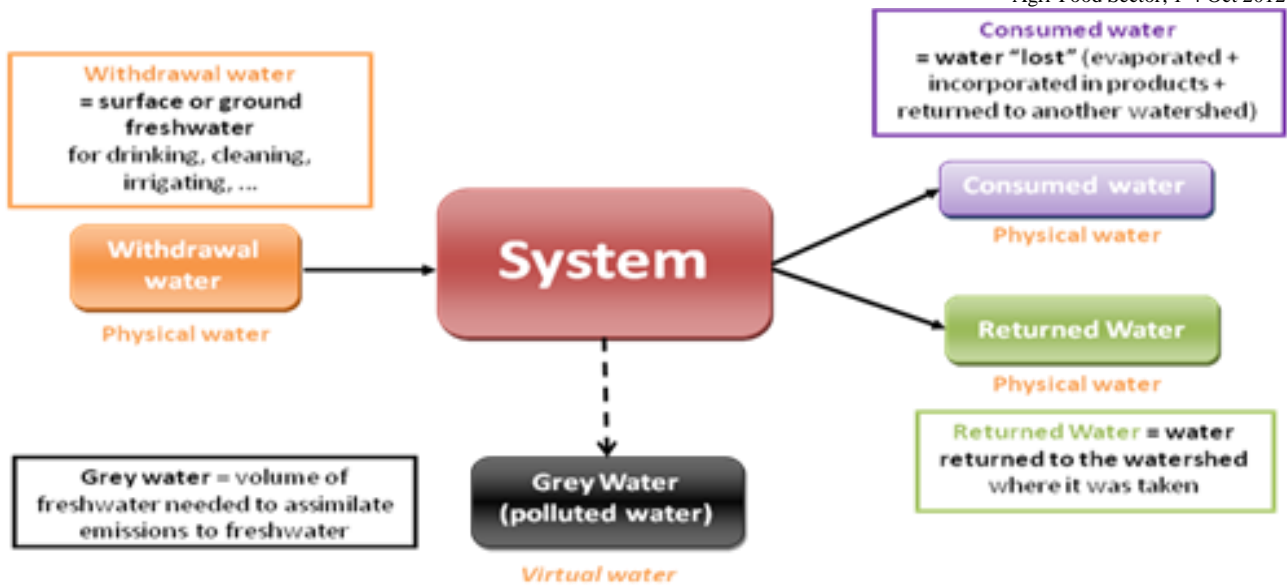 Agri-Food Sector, 1-4 Oct 2012
Withdrawal water
= surface or ground
freshwater
for drinking, cleaning,
irrigating, ...
Withdrawal
water
Physical water
System
Consumed water
= water “lost” (evaporated +
incorporated in products +
returned to another watershed)
Consumed water
Physical water
Returned Water
Physical water
Returned Water = water
returned to the watershed
where it was taken
Grey water = volume of
freshwater needed to assimilate
emissions to freshwater
Grey Water
(polluted water)
Virtual water